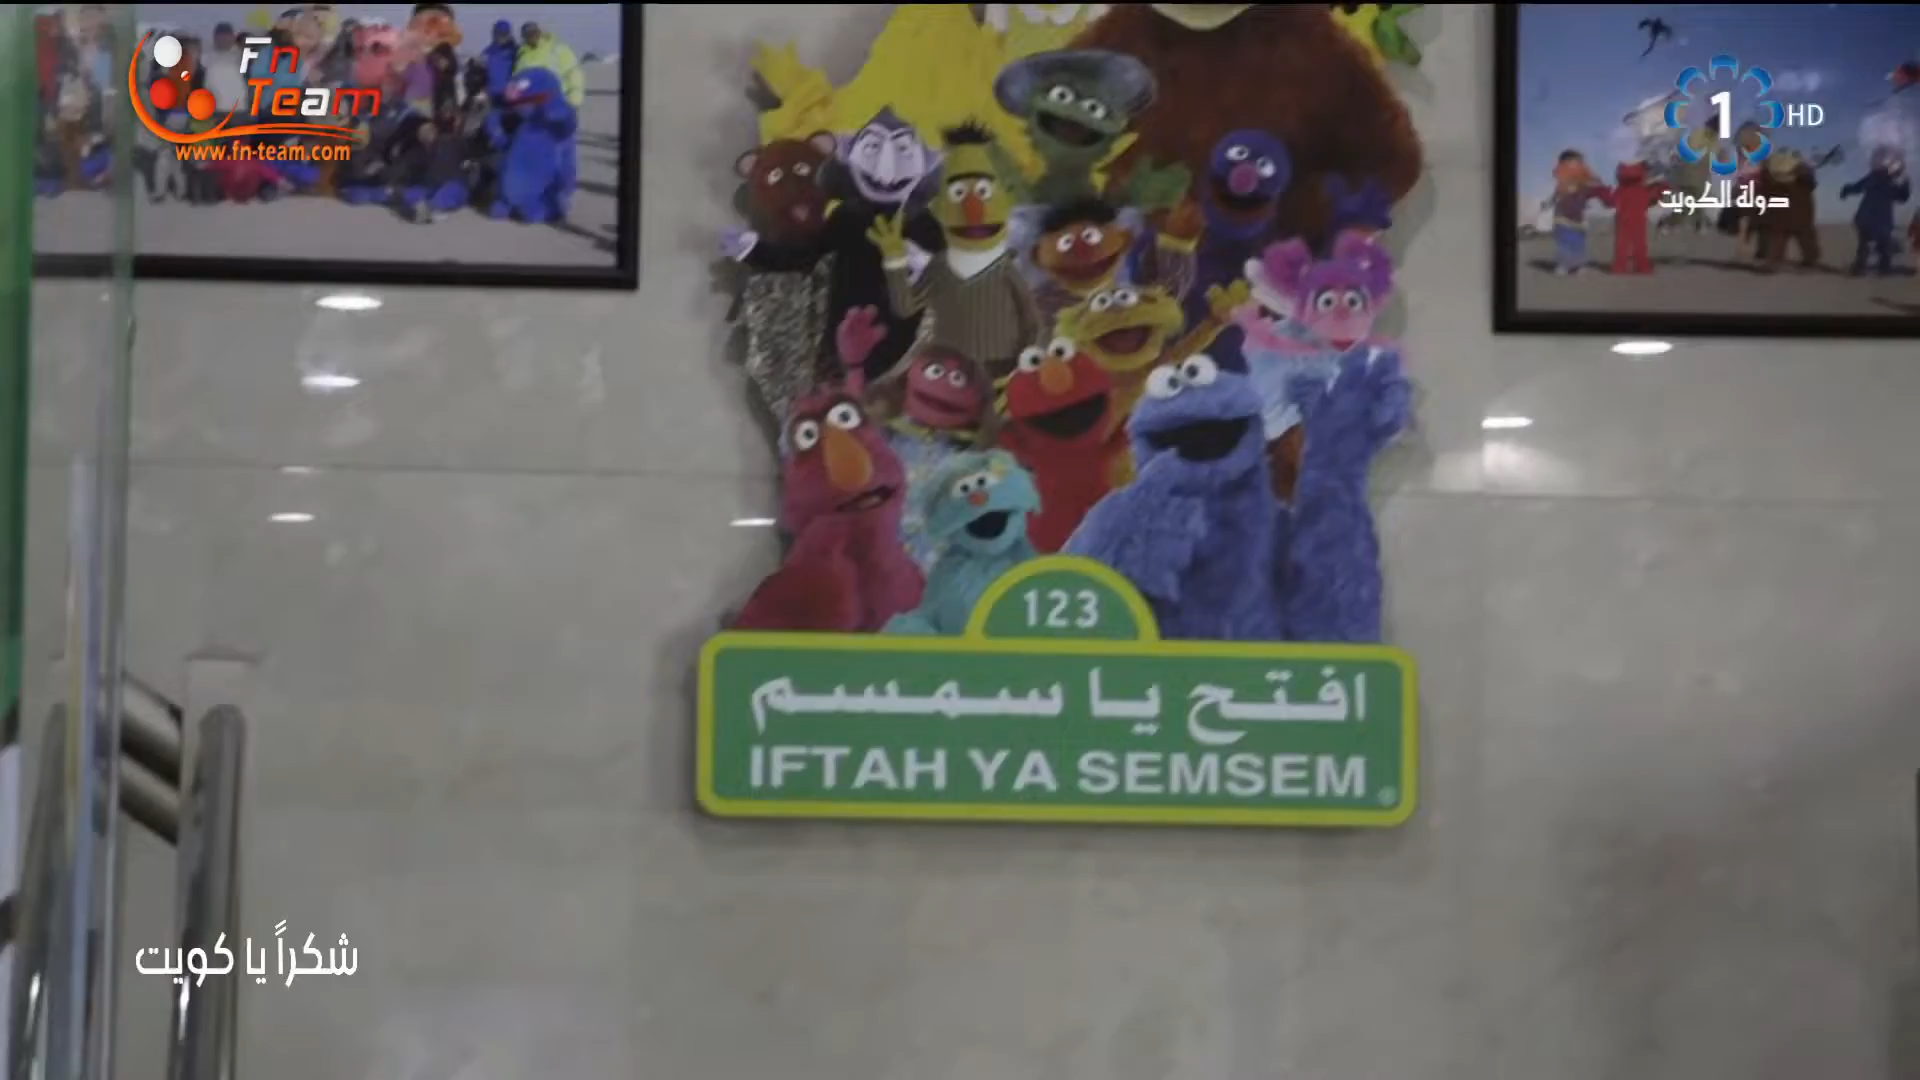 Fn
Team
www.fn-team.com
1 HD
دولة الكويت
123
افتح يا سمسم
IFTAH YA SEMSEM
شكراً يا كويت